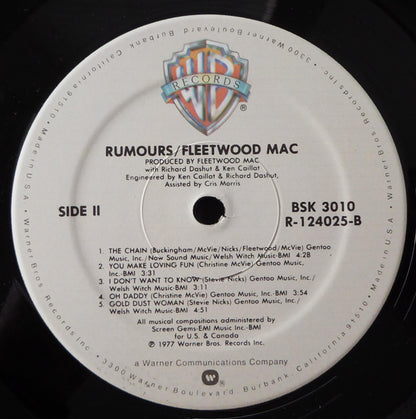 WB
RECORDS
RUMOURS/FLEETWOOD MAC
PRODUCED BY FLEETWOOD MAC
with Richard Dashut & Ken Caillat
Engineered by Ken Caillat & Richard Dashut,
Assisted by Cris Morris
SIDE II
BSK 3010
R-124025-B
1. THE CHAIN (Buckingham/McVie/Nicks/Fleetwood/McVie) Gentoo
Music, Inc./Now Sound Music/Welsh Witch Music-BMI 4:28
2. YOU MAKE LOVING FUN (Christine McVie) Gentoo Music,
Inc. BMI 3:31
3. I DON'T WANT TO KNOW (Stevie Nicks) Gentoo Music, Inc./
Welsh Witch Music-BMI 3:11
4. OH DADDY (Christine McVie) Gentoo Music, Inc.-BMI 3:54
5. GOLD DUST WOMAN (Stevie Nicks) Gentoo Music, Inc./
Welsh Witch Music-BMI 4:51
All musical compositions administered by
Screen Gems-EMI Music Inc.-BMI
for U.S. & Canada
℗ 1977 Warner Bros. Records Inc.
a Warner Communications Company
W ®
Warner Bros. Records Inc. • 3300 Warner Boulevard Burbank, California 91510 • Made in U.S.A. •
Warner Bros. Records Inc. • 3300 Warner Boulevard Burbank, California 91510 • Made in U.S.A. •